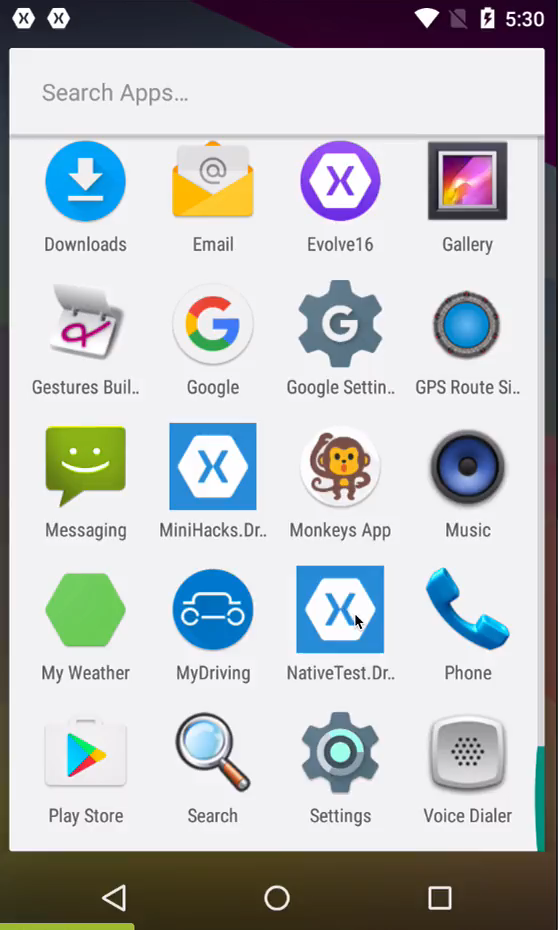 5:30
Search Apps...
Downloads Email Evolve16 Gallery
Gestures Buil.. Google Google Settin.. GPS Route Si..
Messaging MiniHacks.Dr.. Monkeys App Music
My Weather MyDriving NativeTest.Dr.. Phone
Play Store Search Settings Voice Dialer